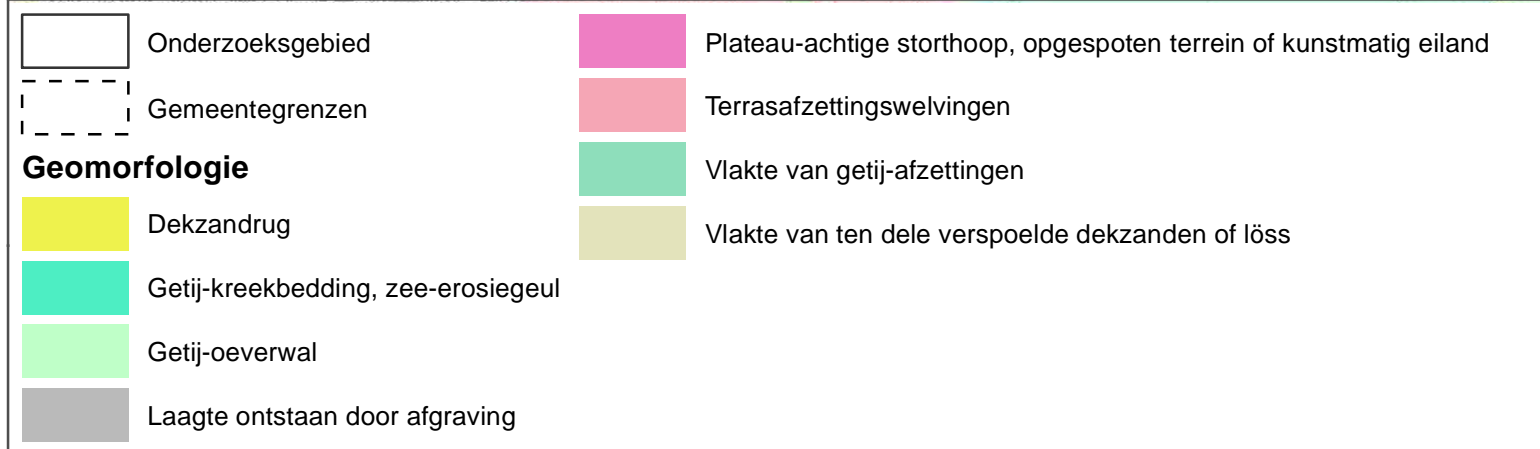 Onderzoeksgebied
Gemeentegrenzen
Geomorfologie
Dekzandrug
Getij-kreekbedding, zee-erosiegeul
Getij-oeverwal
Laagte ontstaan door afgraving
Plateau-achtige storthoop, opgespoten terrein of kunstmatig eiland
Terrasafzettingswelvingen
Vlakte van getij-afzettingen
Vlakte van ten dele verspoelde dekzanden of löss